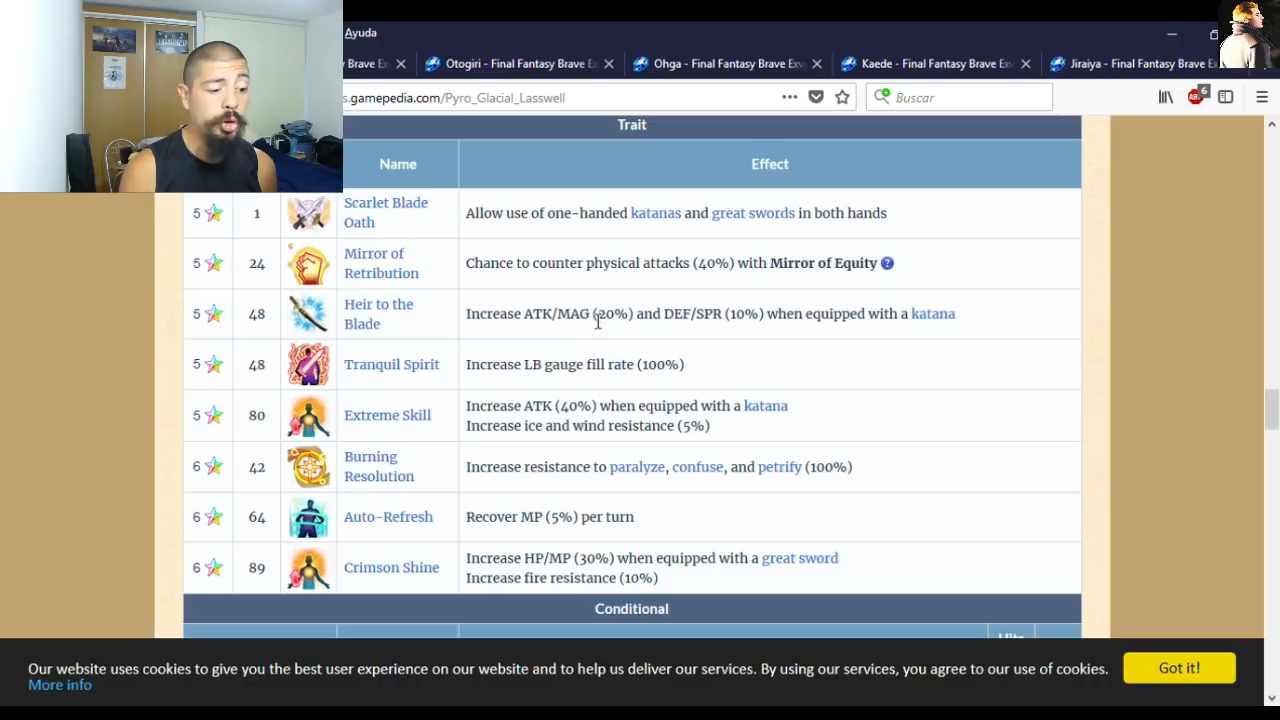 Ayuda
y Brave Ex
Otogiri - Final Fantasy Brave Ex
Ohga - Final Fantasy Brave Exv
Kaede - Final Fantasy Brave Exv
Jiraiya - Final Fantasy Brave Ex
s.gamepedia.com/Pyro_Glacial_Lasswell
Buscar
6
Trait
Name
Effect
5 1 Scarlet Blade Oath Allow use of one-handed katanas and great swords in both hands
5 24 Mirror of Retribution Chance to counter physical attacks (40%) with Mirror of Equity ?
5 48 Heir to the Blade Increase ATK/MAG (20%) and DEF/SPR (10%) when equipped with a katana
5 48 Tranquil Spirit Increase LB gauge fill rate (100%)
5 80 Extreme Skill Increase ATK (40%) when equipped with a katana
Increase ice and wind resistance (5%)
6 42 Burning Resolution Increase resistance to paralyze, confuse, and petrify (100%)
6 64 Auto-Refresh Recover MP (5%) per turn
6 89 Crimson Shine Increase HP/MP (30%) when equipped with a great sword
Increase fire resistance (10%)
Conditional
Hits
Our website uses cookies to give you the best user experience on our website and to help us deliver our services. By using our services, you agree to our use of cookies.
More info
Got it!